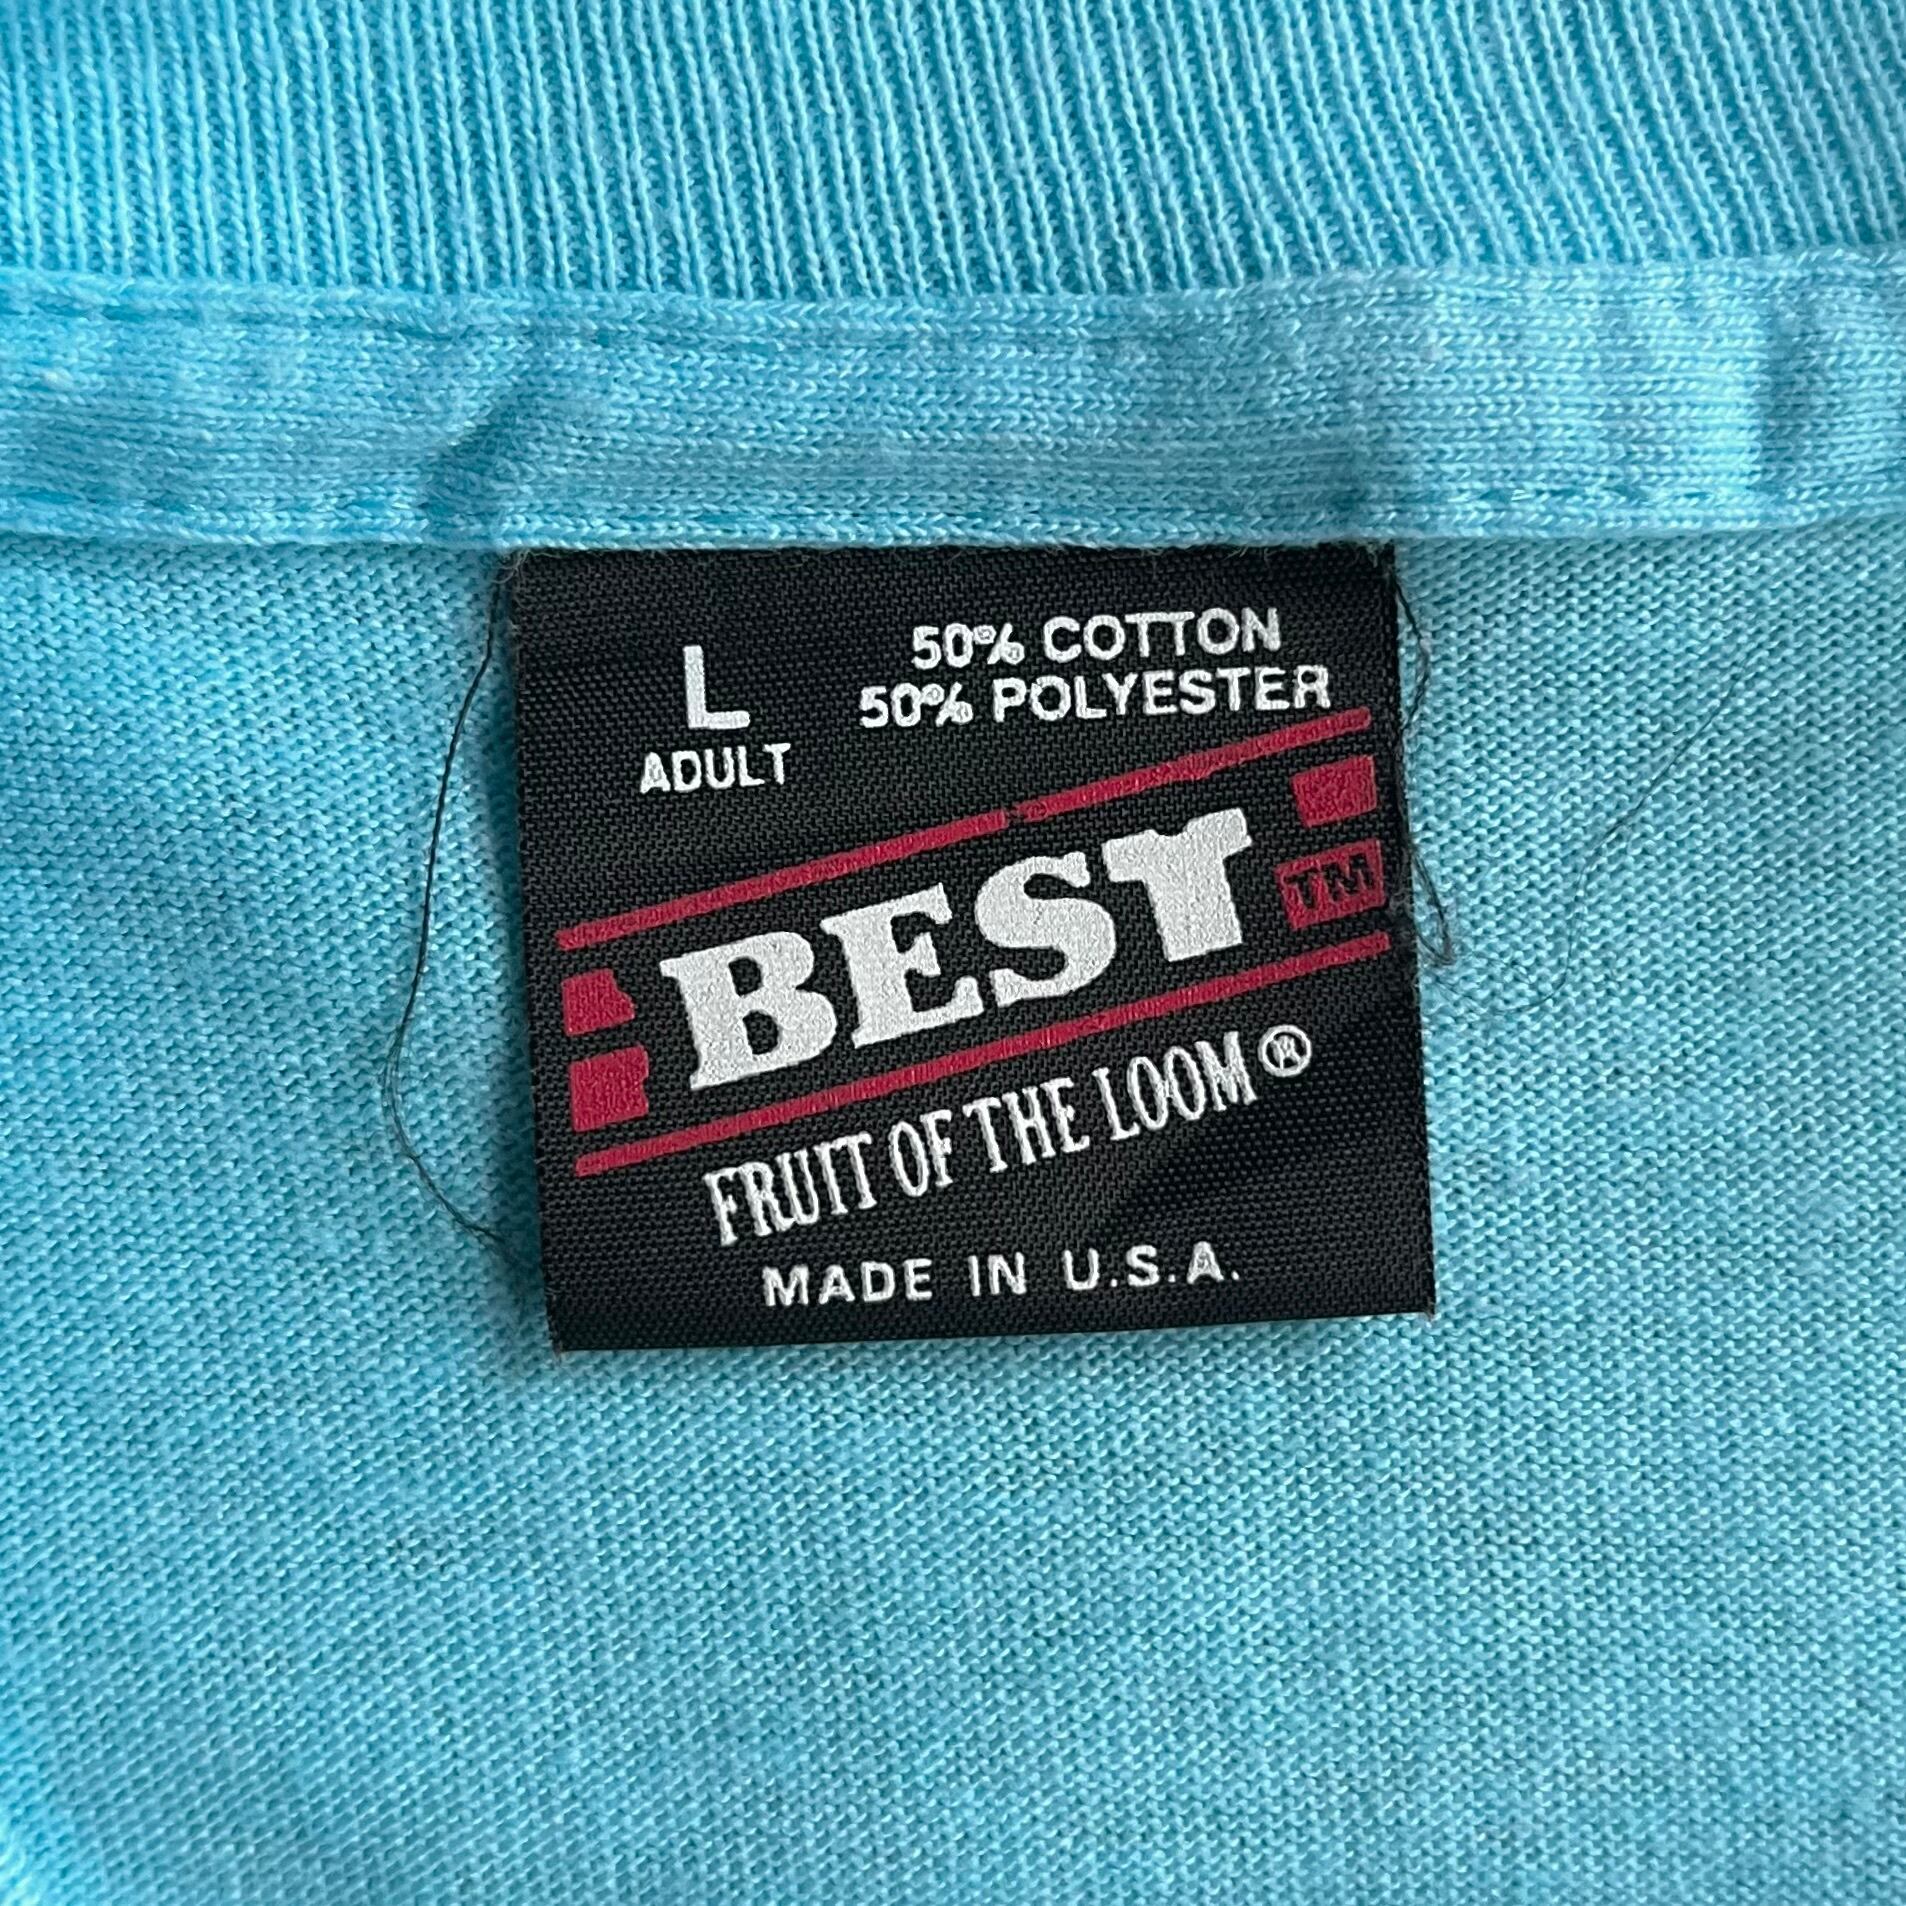 L
ADULT
50% COTTON
50% POLYESTER
BEST
TM
FRUIT OF THE LOOM®
MADE IN U.S.A.